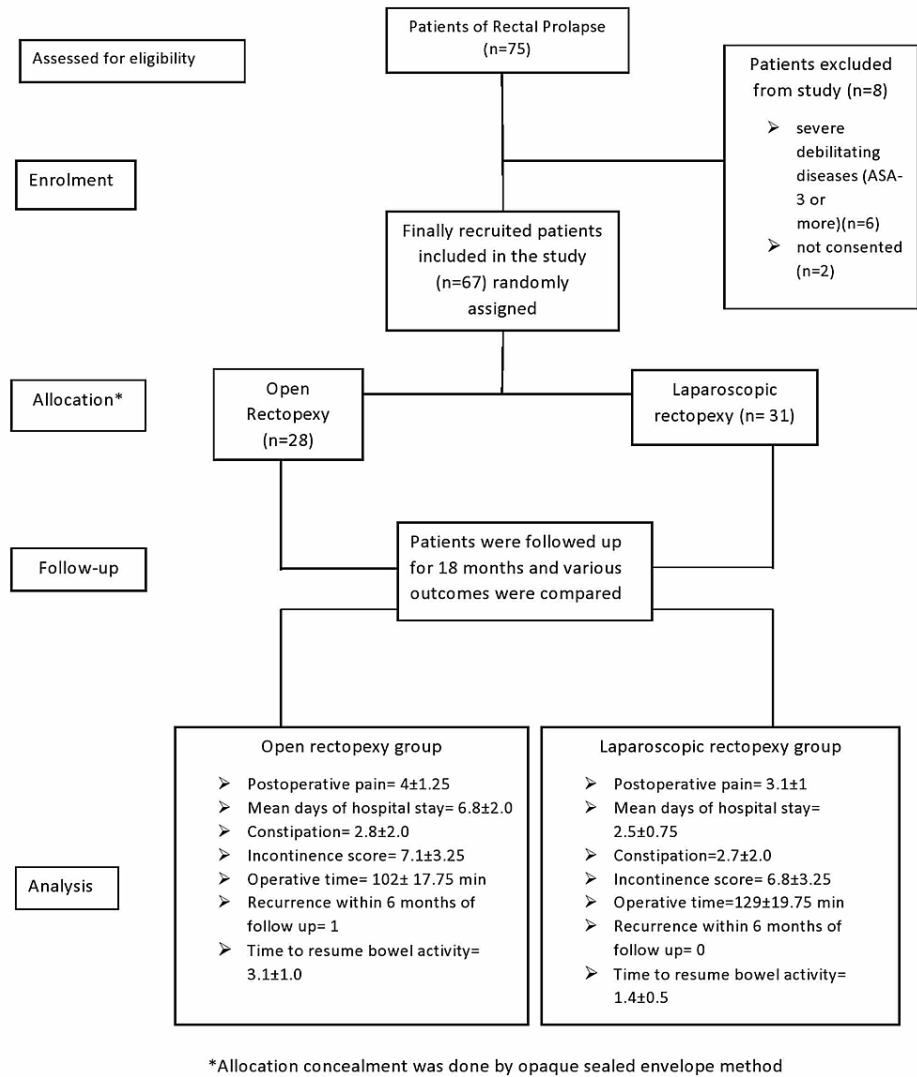 Patients of Rectal Prolapse
(n=75)
Assessed for eligibility
Patients excluded
from study (n=8)
➢ severe
debilitating
diseases (ASA-
3 or
more)(n=6)
➢ not consented
(n=2)
Enrolment
Finally recruited patients
included in the study
(n=67) randomly
assigned
Allocation*
Open
Rectopexy
(n=28)
Laparoscopic
rectopexy (n= 31)
Follow-up
Patients were followed up
for 18 months and various
outcomes were compared
Analysis
Open rectopexy group
➢ Postoperative pain= 4±1.25
➢ Mean days of hospital stay= 6.8±2.0
➢ Constipation= 2.8±2.0
➢ Incontinence score= 7.1±3.25
➢ Operative time= 102± 17.75 min
➢ Recurrence within 6 months of
follow up= 1
➢ Time to resume bowel activity=
3.1±1.0
Laparoscopic rectopexy group
➢ Postoperative pain= 3.1±1
➢ Mean days of hospital stay=
2.5±0.75
➢ Constipation=2.7±2.0
➢ Incontinence score= 6.8±3.25
➢ Operative time=129±19.75 min
➢ Recurrence within 6 months of
follow up= 0
➢ Time to resume bowel activity=
1.4±0.5
*Allocation concealment was done by opaque sealed envelope method